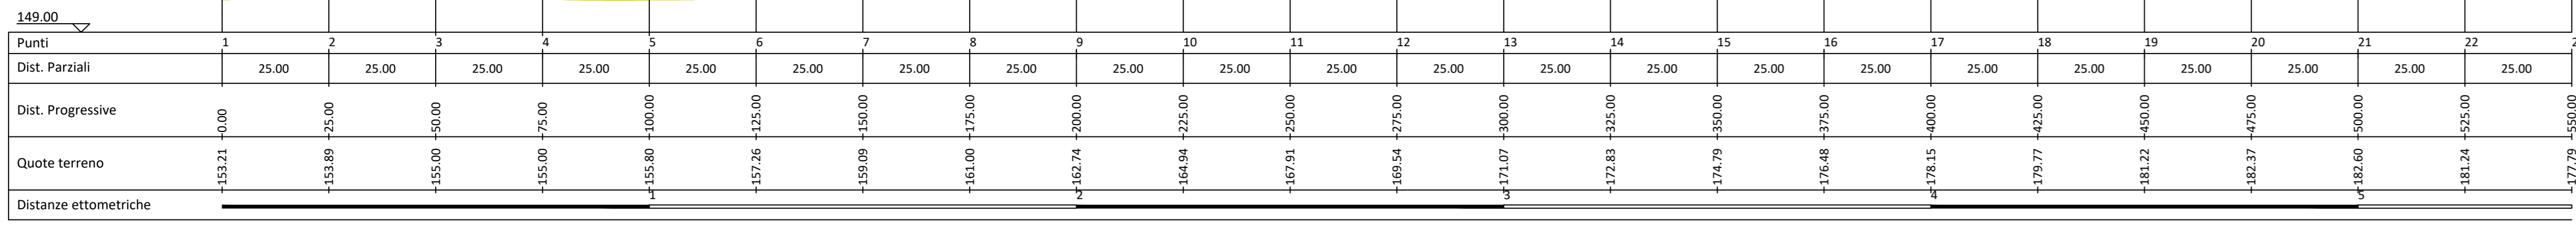 149.00
Punti 1 2 3 4 5 6 7 8 9 10 11 12 13 14 15 16 17 18 19 20 21 22
Dist. Parziali 25.00 25.00 25.00 25.00 25.00 25.00 25.00 25.00 25.00 25.00 25.00 25.00 25.00 25.00 25.00 25.00 25.00 25.00 25.00 25.00 25.00 25.00
Dist. Progressive 0.00 25.00 50.00 75.00 100.00 125.00 150.00 175.00 200.00 225.00 250.00 275.00 300.00 325.00 350.00 375.00 400.00 425.00 450.00 475.00 500.00 525.00 550.00
Quote terreno 153.21 153.89 155.00 155.00 155.80 157.26 159.09 161.00 162.74 164.94 167.91 169.54 171.07 172.83 174.79 176.48 178.15 179.77 181.22 182.37 182.60 181.24 177.79
Distanze ettometriche 1 2 3 4 5